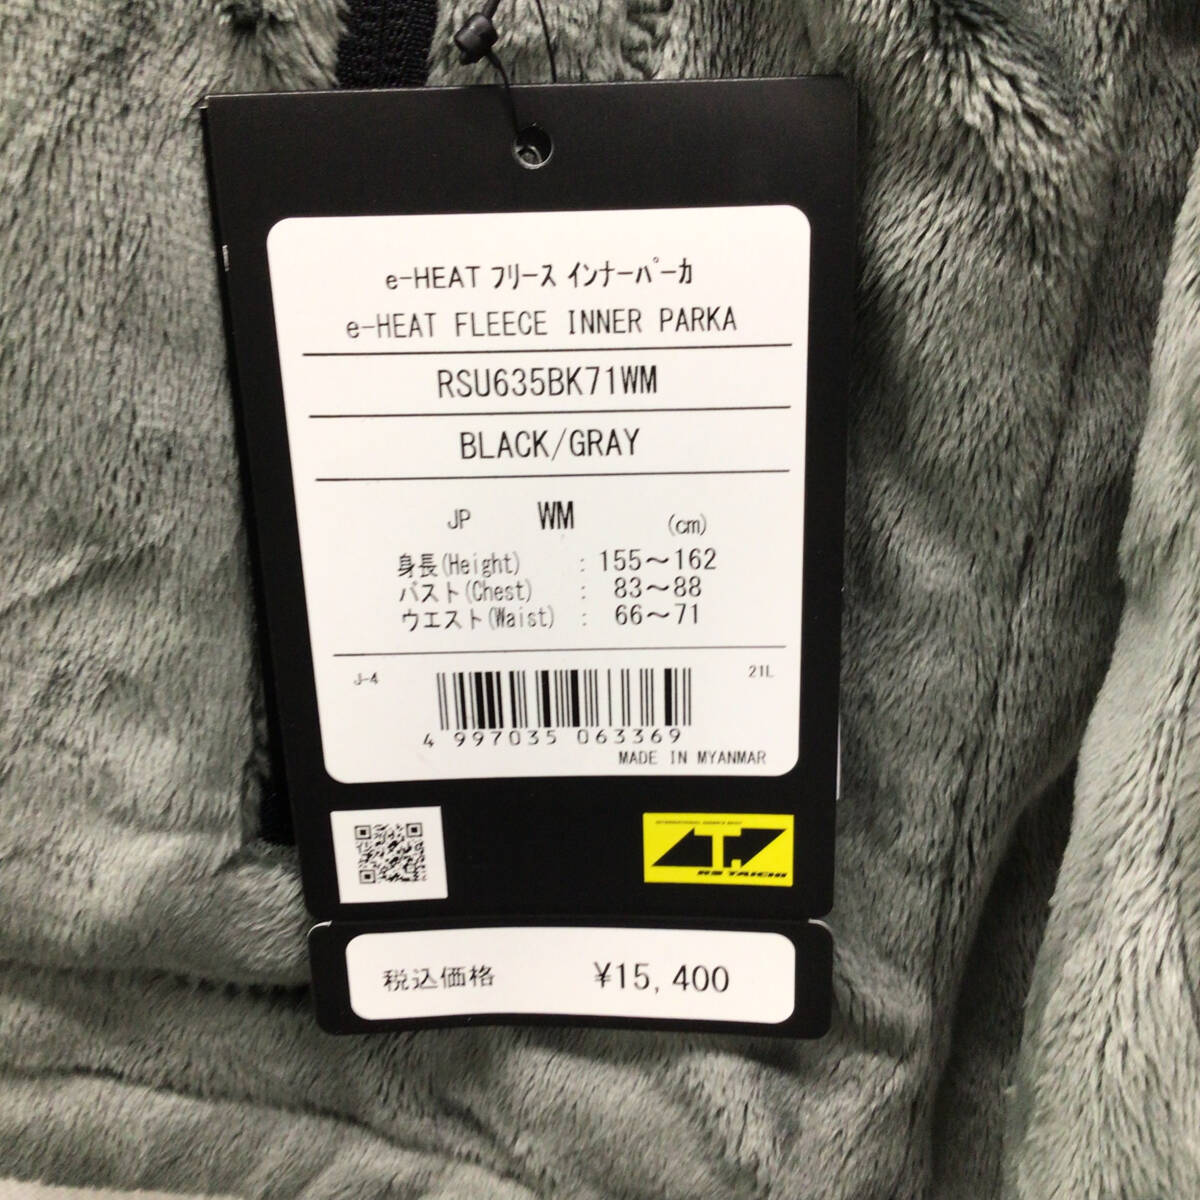 e-HEAT フリース インナーパーカ
e-HEAT FLEECE INNER PARKA
RSU635BK71WM
BLACK/GRAY
JP WM (cm)
身長(Height) : 155～162
バスト(Chest) : 83～88
ウエスト(Waist) : 66～71
J-4 21L
4 997035 063369
MADE IN MYANMAR
RS TAICHI
税込価格 ¥15,400